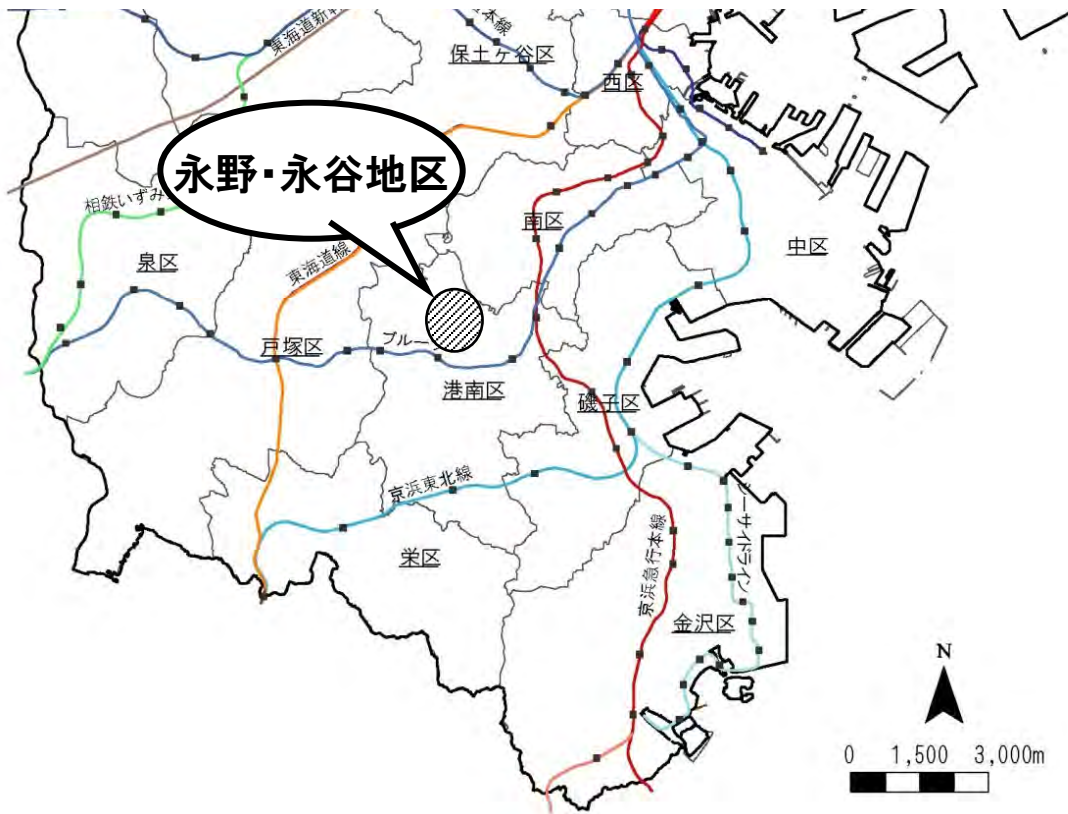 東海道新
本線
保土ヶ谷区
西区
永野・永谷地区
相鉄いずみ
南区
中区
泉区
東海道線
戸塚区
ブルー
港南区
磯子区
京浜東北線
シーサイドライン
栄区
京浜急行本線
金沢区
N
0 1,500 3,000m